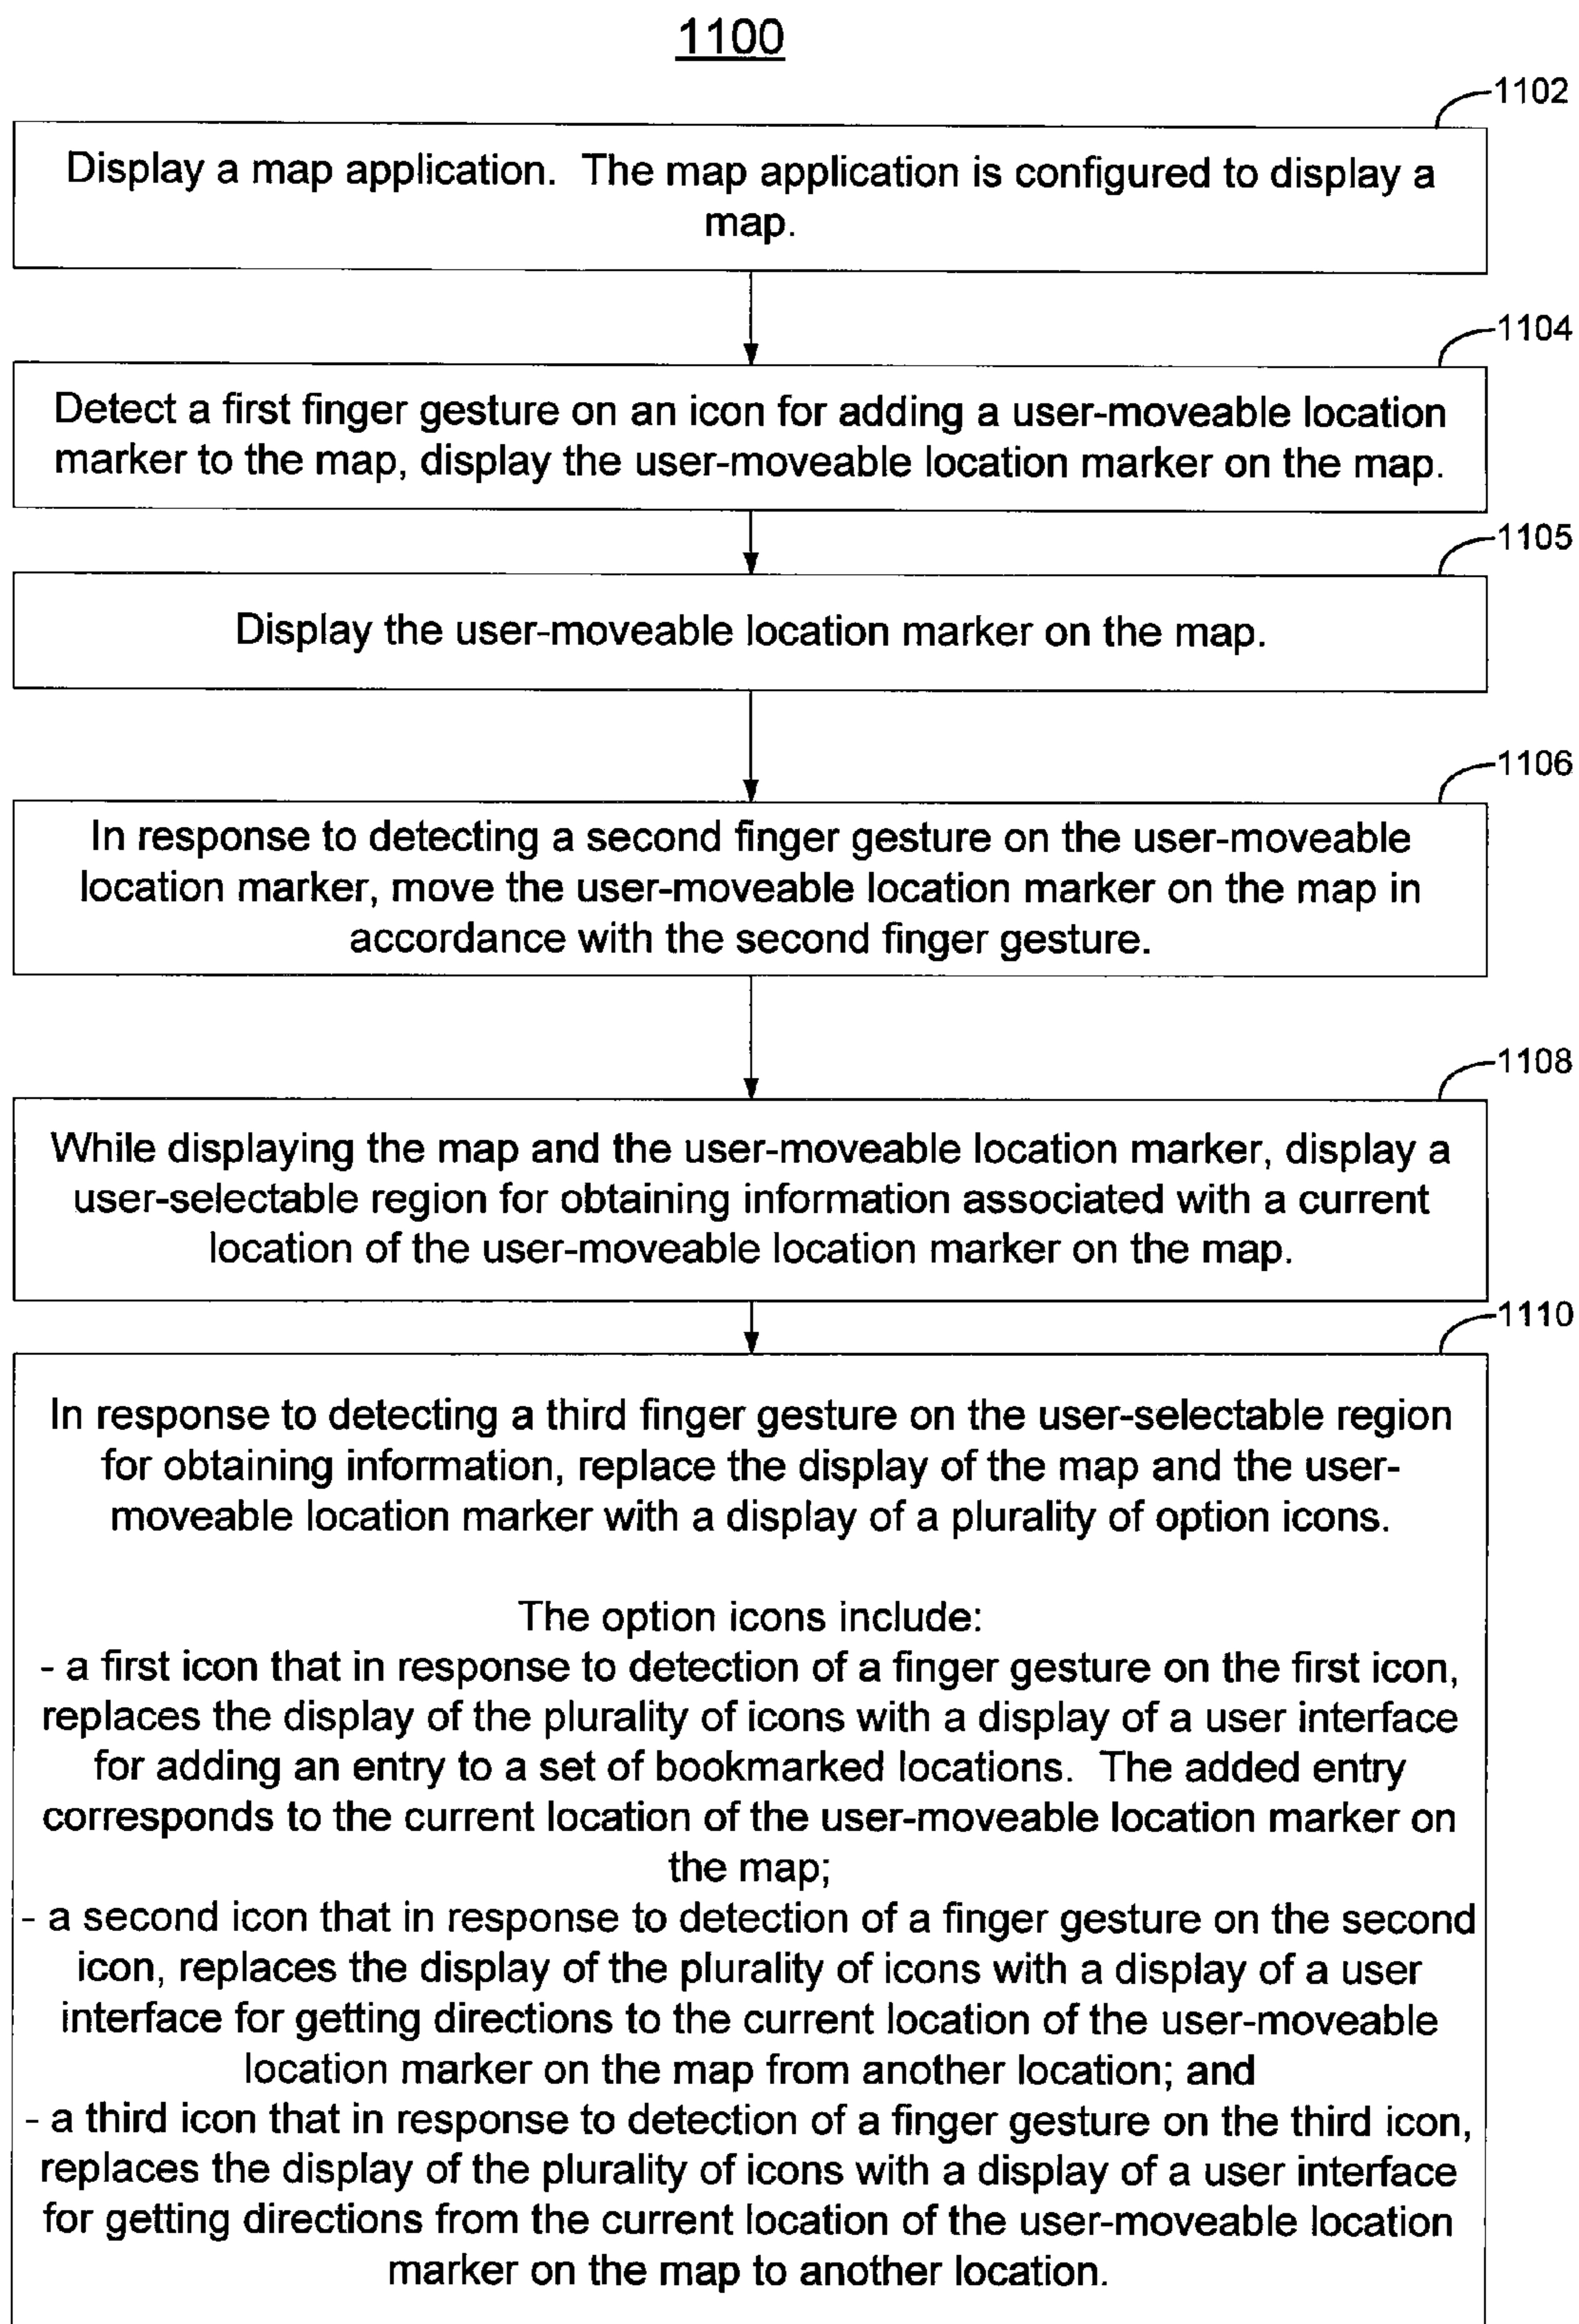 1100
1102
Display a map application.  The map application is configured to display a
map.
1104
Detect a first finger gesture on an icon for adding a user-moveable location
marker to the map, display the user-moveable location marker on the map.
1105
Display the user-moveable location marker on the map.
1106
In response to detecting a second finger gesture on the user-moveable
location marker, move the user-moveable location marker on the map in
accordance with the second finger gesture.
1108
While displaying the map and the user-moveable location marker, display a
user-selectable region for obtaining information associated with a current
location of the user-moveable location marker on the map.
1110
In response to detecting a third finger gesture on the user-selectable region
for obtaining information, replace the display of the map and the user-
moveable location marker with a display of a plurality of option icons.
The option icons include:
- a first icon that in response to detection of a finger gesture on the first icon,
replaces the display of the plurality of icons with a display of a user interface
for adding an entry to a set of bookmarked locations.  The added entry
corresponds to the current location of the user-moveable location marker on
the map;
- a second icon that in response to detection of a finger gesture on the second
icon, replaces the display of the plurality of icons with a display of a user
interface for getting directions to the current location of the user-moveable
location marker on the map from another location; and
- a third icon that in response to detection of a finger gesture on the third icon,
replaces the display of the plurality of icons with a display of a user interface
for getting directions from the current location of the user-moveable location
marker on the map to another location.